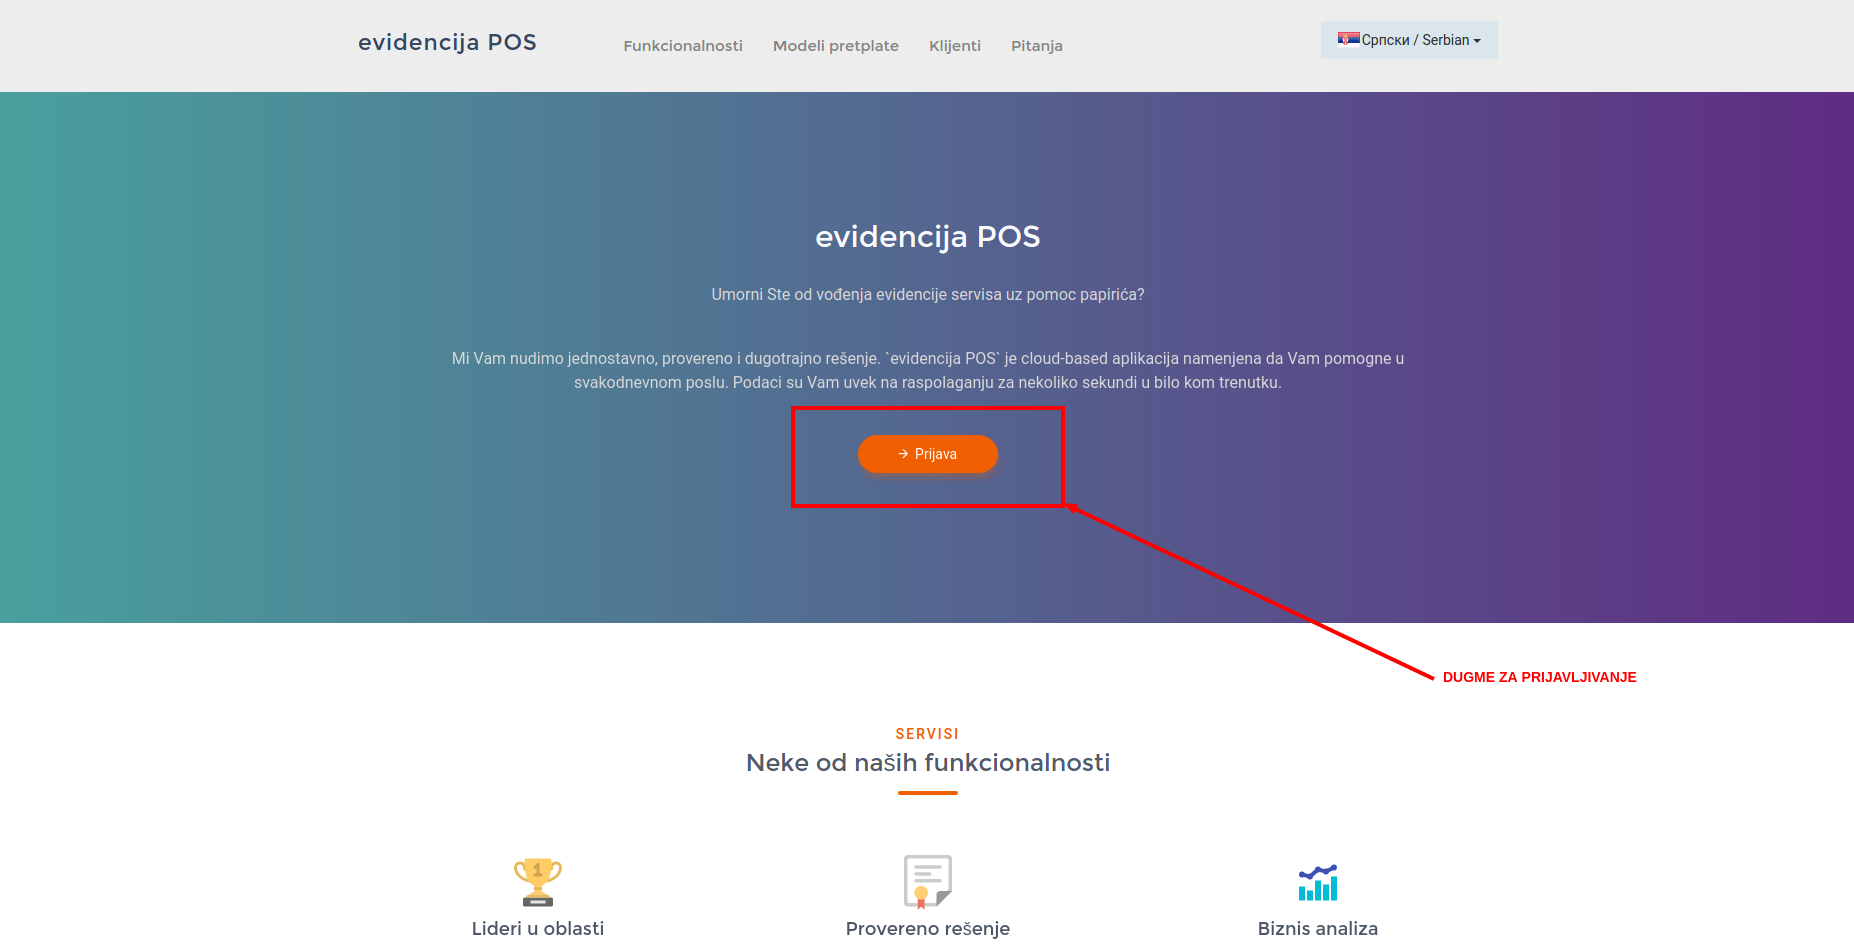 evidencija POS
Funkcionalnosti
Modeli pretplate
Klijenti
Pitanja
Српски / Serbian
evidencija POS
Umorni Ste od vođenja evidencije servisa uz pomoc papirića?
Mi Vam nudimo jednostavno, provereno i dugotrajno rešenje. `evidencija POS` je cloud-based aplikacija namenjena da Vam pomogne u
svakodnevnom poslu. Podaci su Vam uvek na raspolaganju za nekoliko sekundi u bilo kom trenutku.
→ Prijava
DUGME ZA PRIJAVLJIVANJE
SERVISI
Neke od naših funkcionalnosti
1
Lideri u oblasti
Provereno rešenje
Biznis analiza